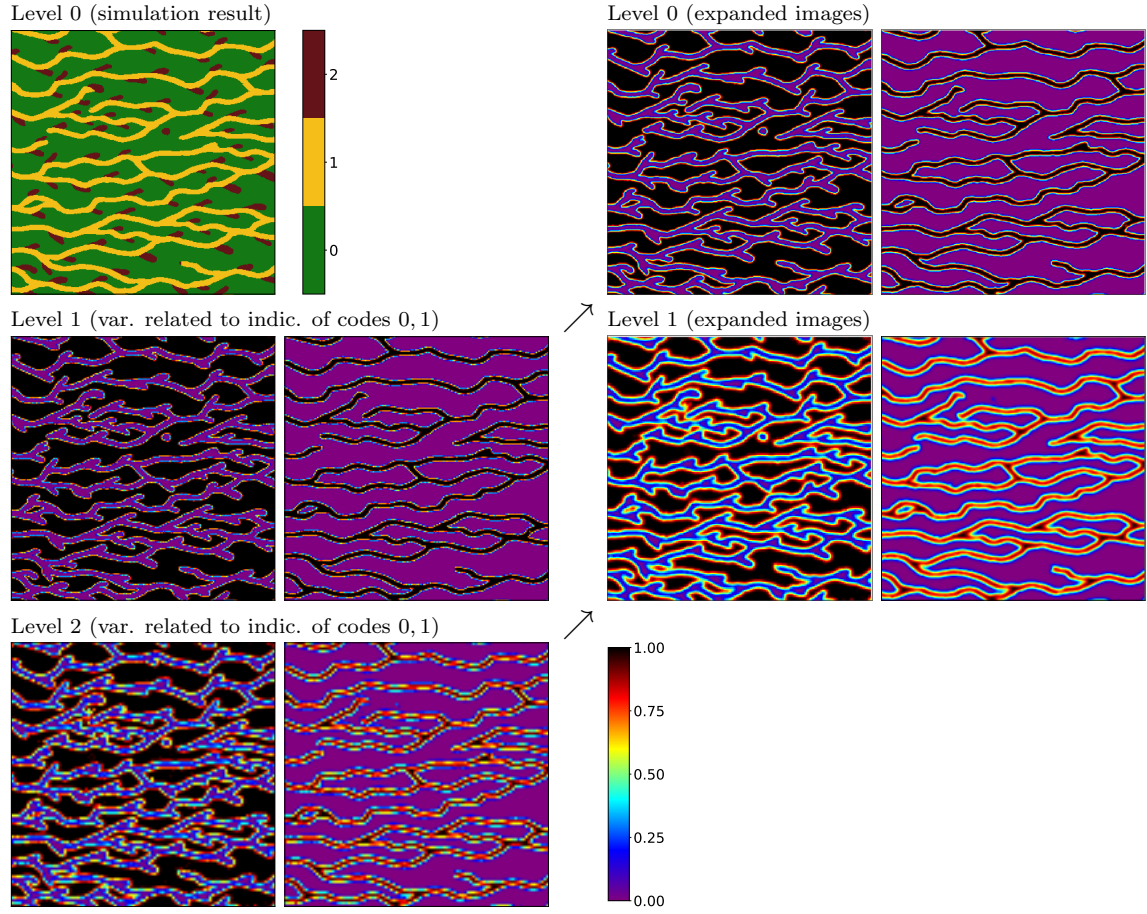 Level 0 (simulation result)
2
1
0
Level 0 (expanded images)
Level 1 (var. related to indic. of codes 0, 1)
Level 1 (expanded images)
Level 2 (var. related to indic. of codes 0, 1)
1.00
0.75
0.50
0.25
0.00